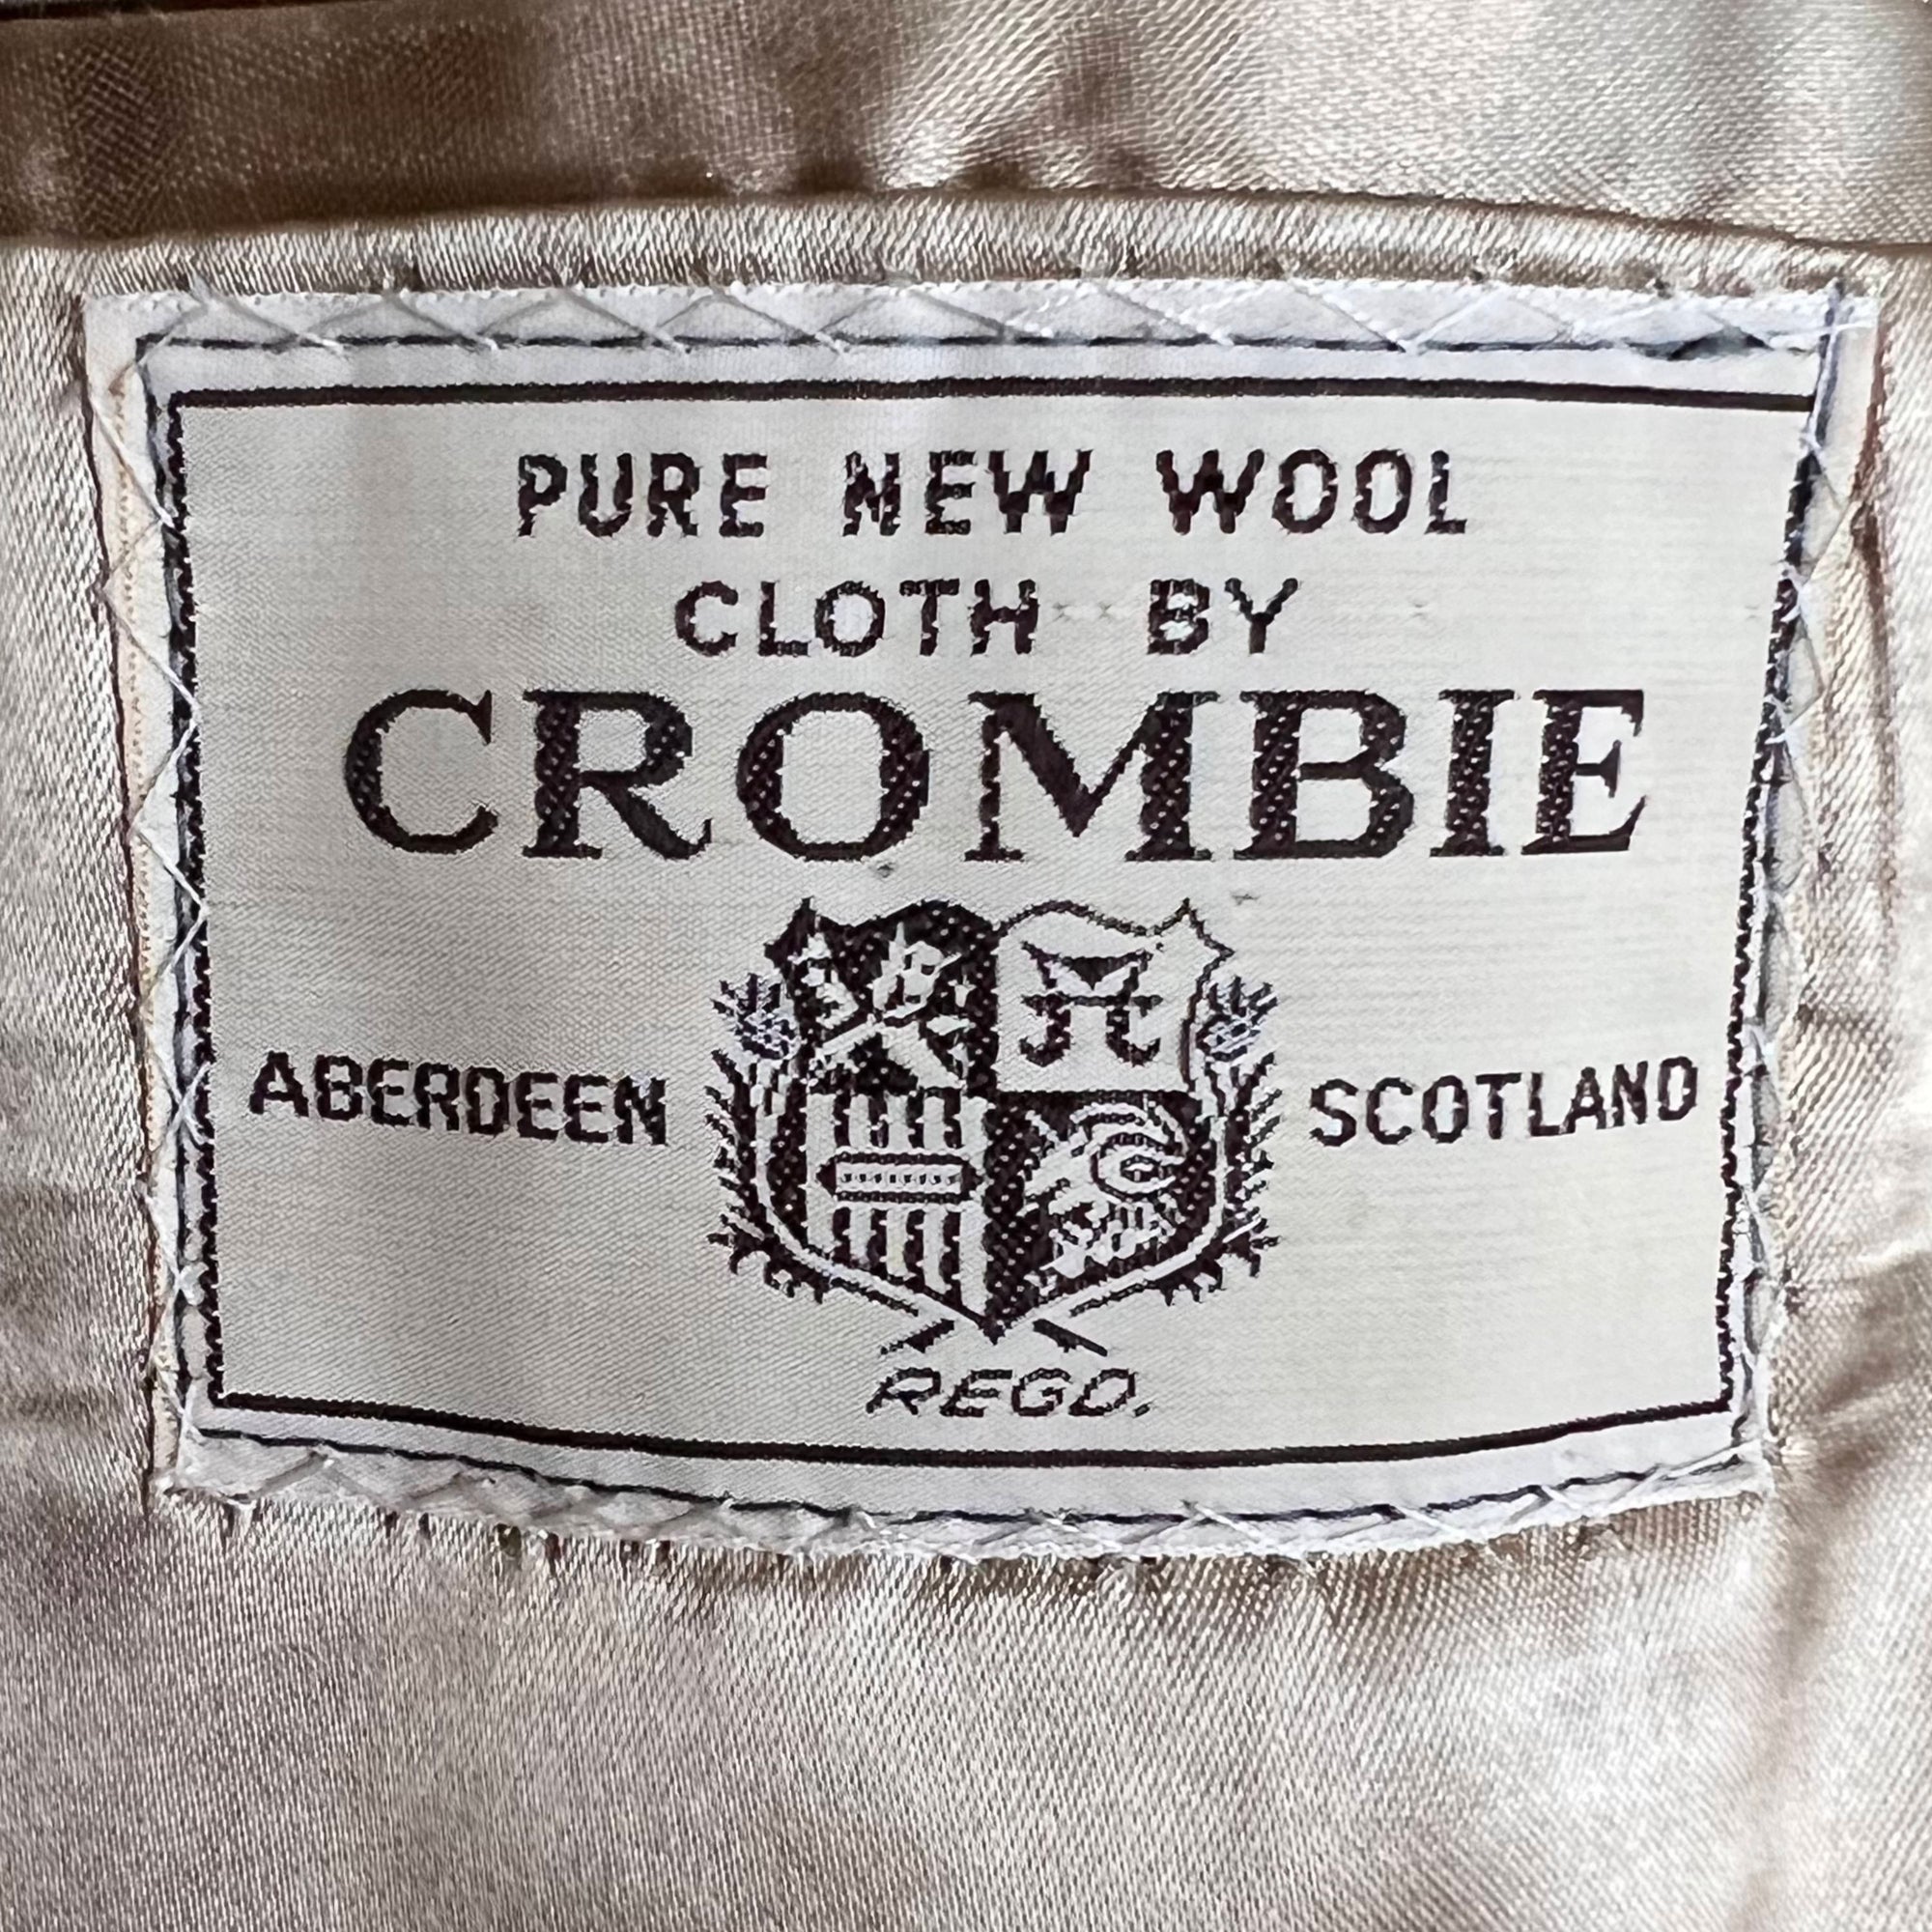 PURE NEW WOOL
CLOTH BY
CROMBIE
ABERDEEN SCOTLAND
REGD.